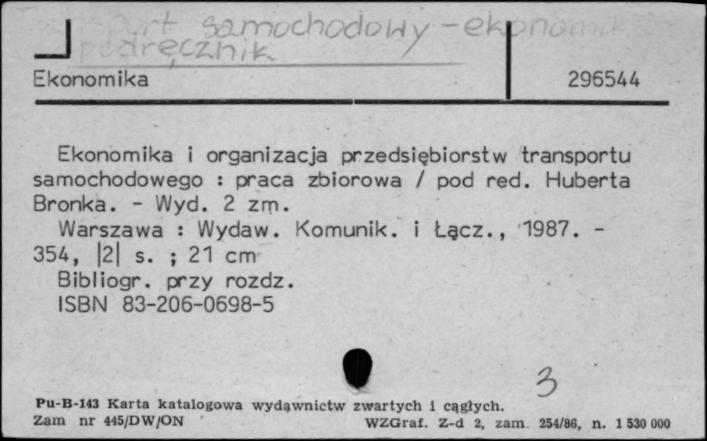 samochodowy - ekonomika
podręcznik
Ekonomika 296544
Ekonomika i organizacja przedsiębiorstw transportu
samochodowego : praca zbiorowa / pod red. Huberta
Bronka. - Wyd. 2 zm.
Warszawa : Wydaw. Komunik. i Łącz., 1987. -
354, |2| s. ; 21 cm
Bibliogr. przy rozdz.
ISBN 83-206-0698-5
3
Pu-B-143 Karta katalogowa wydawnictw zwartych i ciągłych.
Zam nr 445/DW/ON WZGraf. Z-d 2, zam. 254/86, n. 1 530 000